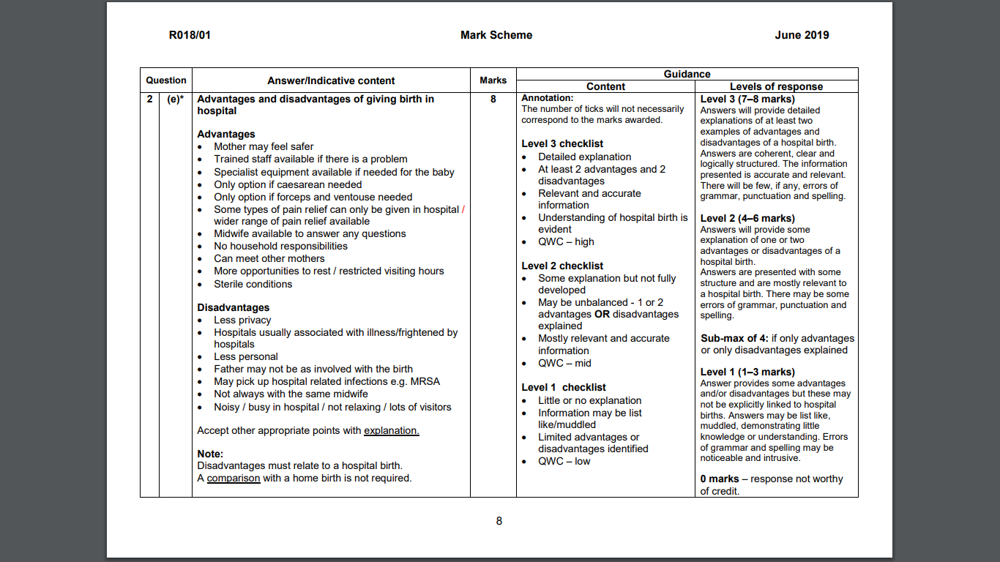 R018/01 Mark Scheme June 2019
Question Answer/Indicative content Marks Guidance
Content Levels of response
2 (e)* Advantages and disadvantages of giving birth in
hospital
Advantages
• Mother may feel safer
• Trained staff available if there is a problem
• Specialist equipment available if needed for the baby
• Only option if caesarean needed
• Only option if forceps and ventouse needed
• Some types of pain relief can only be given in hospital /
wider range of pain relief available
• Midwife available to answer any questions
• No household responsibilities
• Can meet other mothers
• More opportunities to rest / restricted visiting hours
• Sterile conditions
Disadvantages
• Less privacy
• Hospitals usually associated with illness/frightened by
hospitals
• Less personal
• Father may not be as involved with the birth
• May pick up hospital related infections e.g. MRSA
• Not always with the same midwife
• Noisy / busy in hospital / not relaxing / lots of visitors
Accept other appropriate points with explanation.
Note:
Disadvantages must relate to a hospital birth.
A comparison with a home birth is not required.
8
Annotation:
The number of ticks will not necessarily
correspond to the marks awarded.
Level 3 checklist
• Detailed explanation
• At least 2 advantages and 2
disadvantages
• Relevant and accurate
information
• Understanding of hospital birth is
evident
• QWC – high
Level 2 checklist
• Some explanation but not fully
developed
• May be unbalanced - 1 or 2
advantages OR disadvantages
explained
• Mostly relevant and accurate
information
• QWC – mid
Level 1 checklist
• Little or no explanation
• Information may be list
like/muddled
• Limited advantages or
disadvantages identified
• QWC – low
Level 3 (7–8 marks)
Answers will provide detailed
explanations of at least two
examples of advantages and
disadvantages of a hospital birth.
Answers are coherent, clear and
logically structured. The information
presented is accurate and relevant.
There will be few, if any, errors of
grammar, punctuation and spelling.
Level 2 (4–6 marks)
Answers will provide some
explanation of one or two
advantages or disadvantages of a
hospital birth.
Answers are presented with some
structure and are mostly relevant to
a hospital birth. There may be some
errors of grammar, punctuation and
spelling.
Sub-max of 4: if only advantages
or only disadvantages explained
Level 1 (1–3 marks)
Answer provides some advantages
and/or disadvantages but these may
not be explicitly linked to hospital
births. Answers may be list like,
muddled, demonstrating little
knowledge or understanding. Errors
of grammar and spelling may be
noticeable and intrusive.
0 marks – response not worthy
of credit.
8